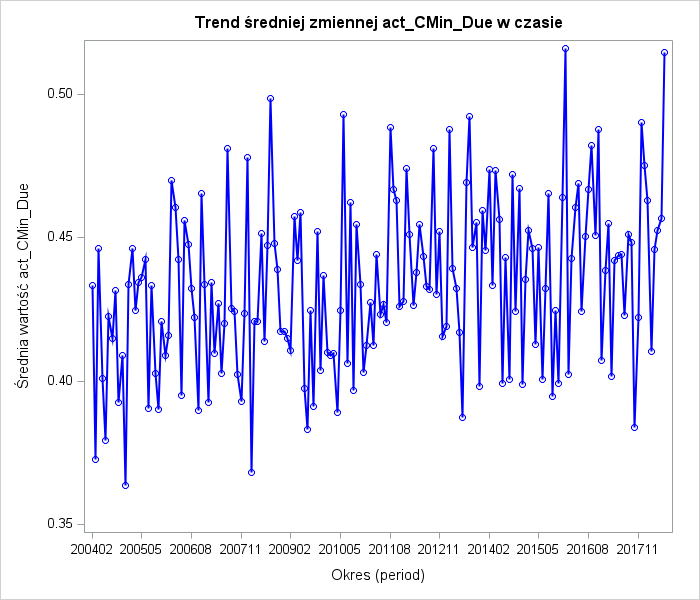 Trend średniej zmiennej act_CMin_Due w czasie
Średnia wartość act_CMin_Due
0.50
0.45
0.40
0.35
200402 200505 200608 200711 200902 201005 201108 201211 201402 201505 201608 201711
Okres (period)